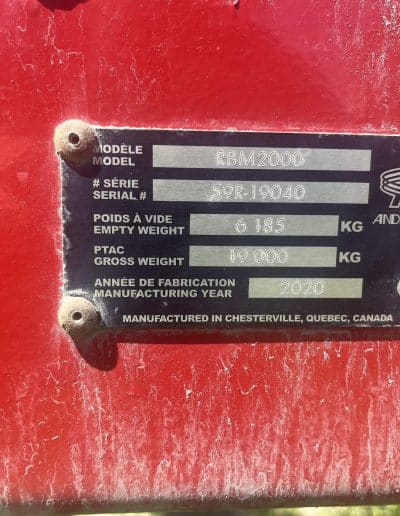 MODÈLE
MODEL RBM2000
# SÉRIE
SERIAL # 59R-19040
POIDS À VIDE
EMPTY WEIGHT 6 185 KG
PTAC
GROSS WEIGHT 19 000 KG
ANNÉE DE FABRICATION
MANUFACTURING YEAR 2020
MANUFACTURED IN CHESTERVILLE, QUEBEC, CANADA
AND